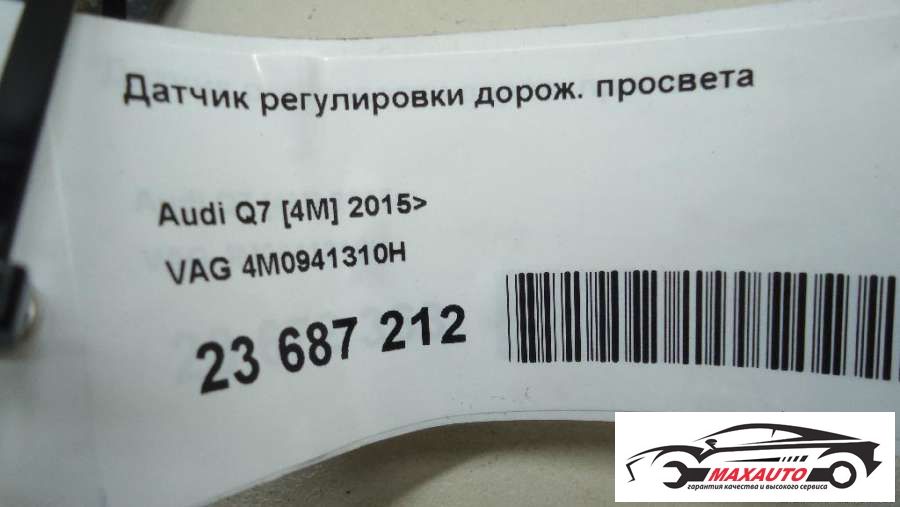 Датчик регулировки дорож. просвета
Audi Q7 [4M] 2015>
VAG 4M0941310H
23 687 212
MAXAUTO
гарантия качества и высокого сервиса